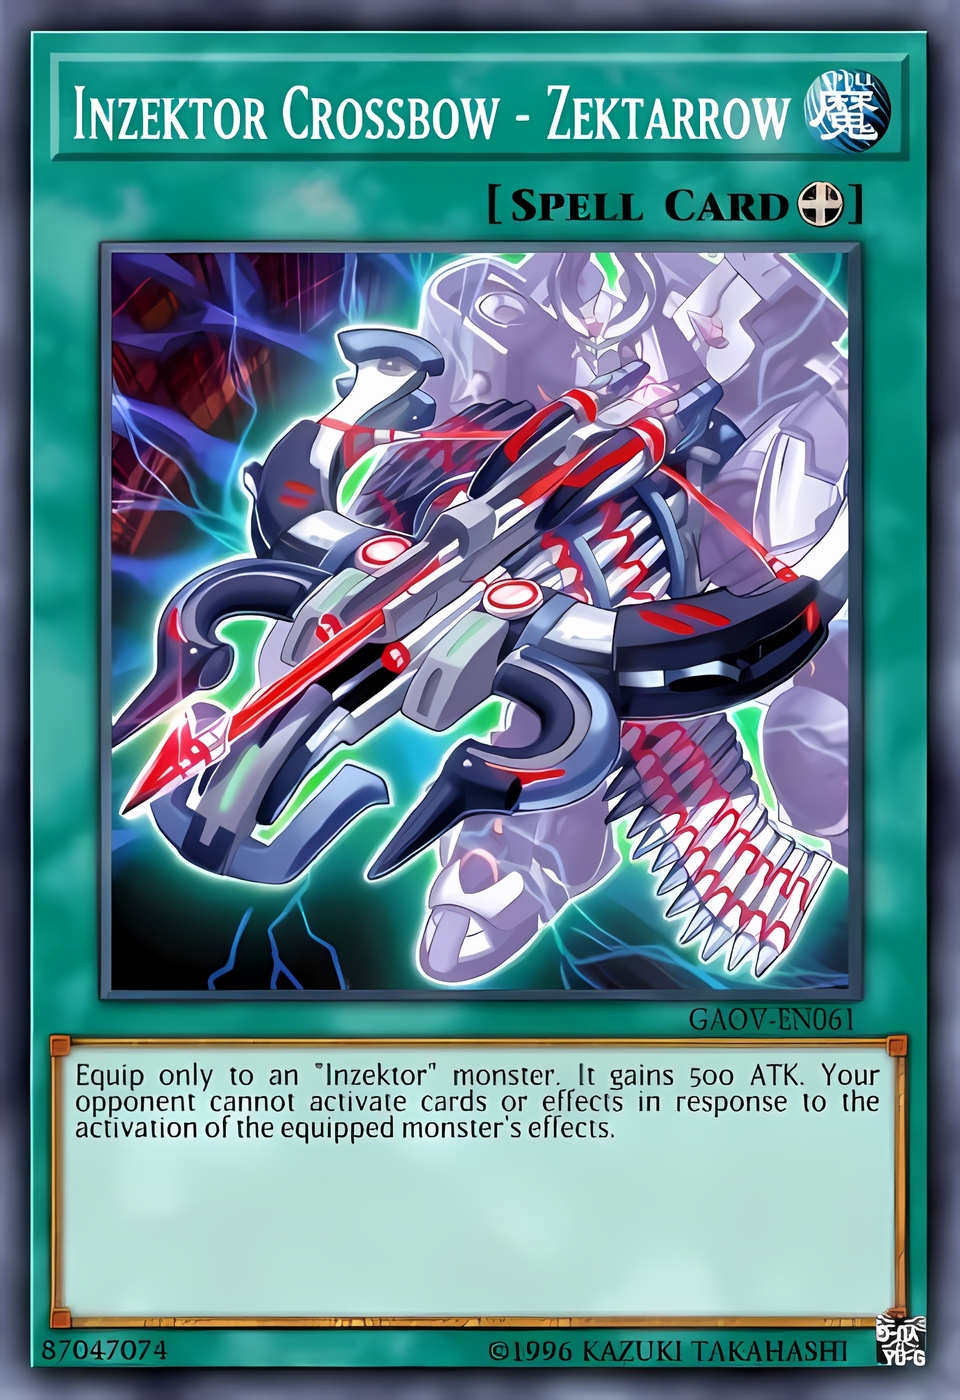 INZEKTOR CROSSBOW - ZEKTARROW
魔
[SPELL CARD]
GAOV-EN061
Equip only to an "Inzektor" monster. It gains 500 ATK. Your
opponent cannot activate cards or effects in response to the
activation of the equipped monster's effects.
87047074
©1996 KAZUKI TAKAHASHI